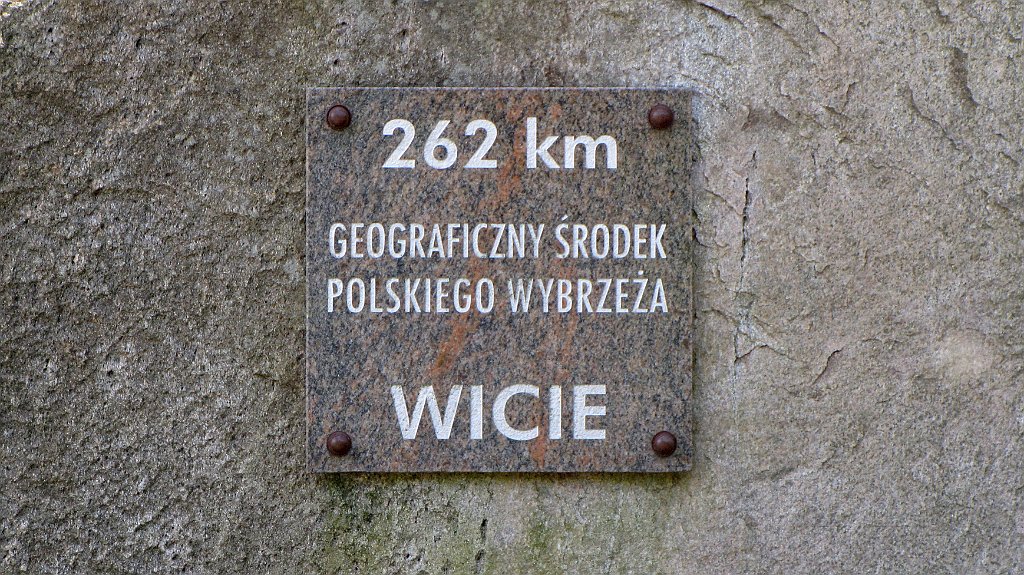 262 km
GEOGRAFICZNY ŚRODEK
POLSKIEGO WYBRZEŻA
WICIE